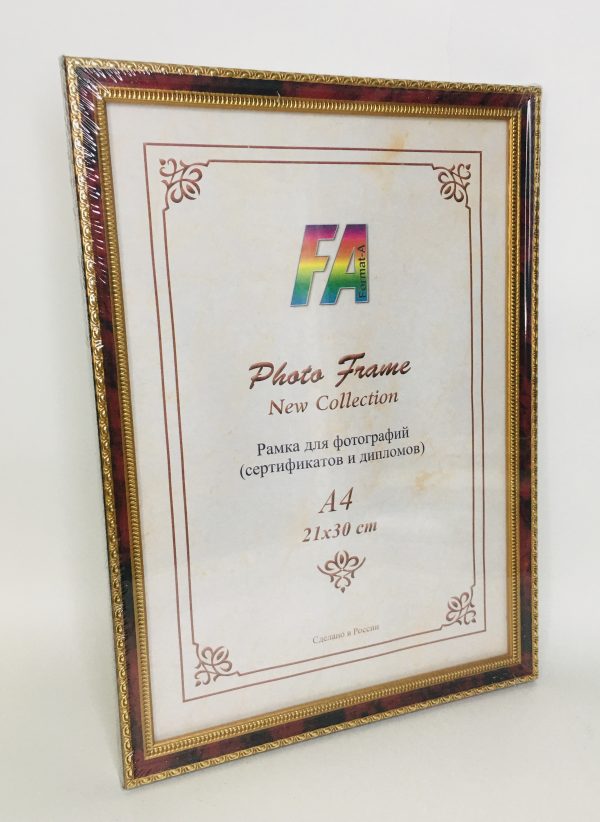 FA
Format-A
Photo Frame
New Collection
Рамка для фотографий
(сертификатов и дипломов)
A4
21x30 cm
Сделано в России